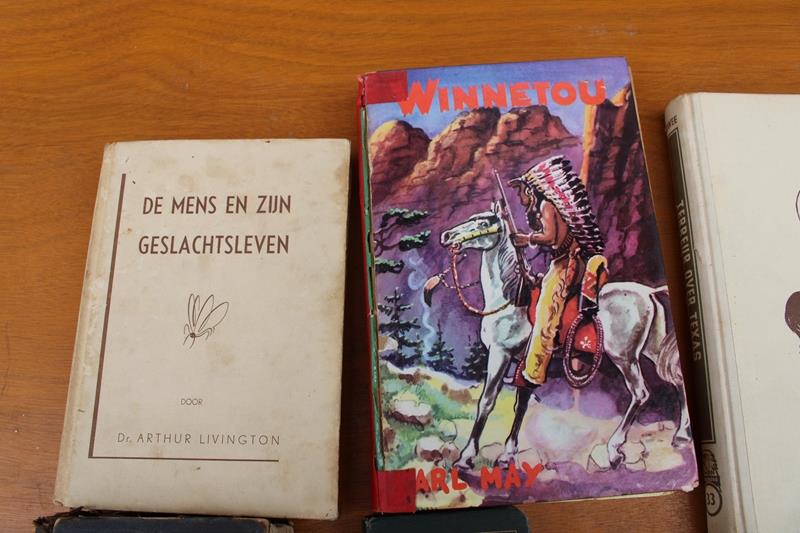 DE MENS EN ZIJN
GESLACHTSLEVEN
DOOR
Dr. ARTHUR LIVINGTON
WINNETOU
ARL MAY
TERREUR OVER TEXAS
33